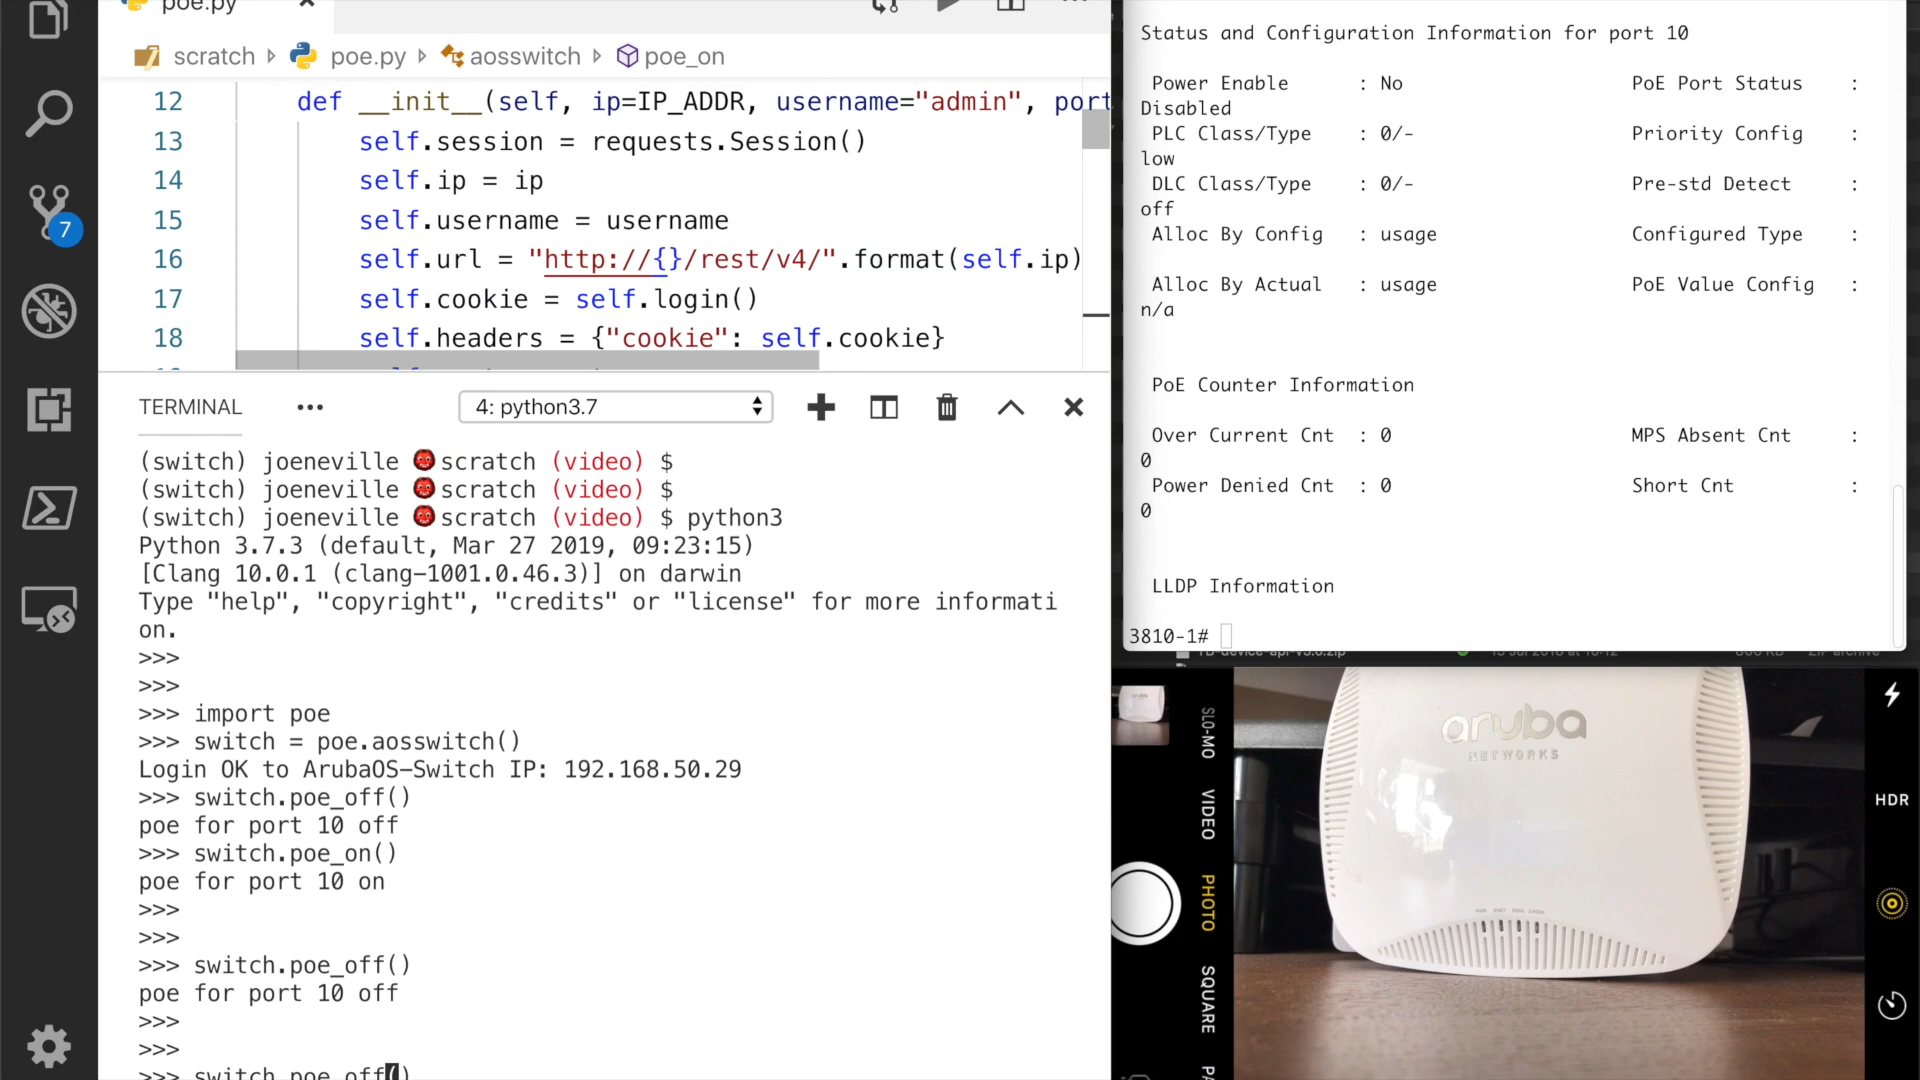 poe.py
scratch poe.py aosswitch poe_on
12 def __init__(self, ip=IP_ADDR, username="admin", port
13 self.session = requests.Session()
14 self.ip = ip
15 self.username = username
16 self.url = "http://{}/rest/v4/".format(self.ip)
17 self.cookie = self.login()
18 self.headers = {"cookie": self.cookie}
7
TERMINAL 4: python3.7
(switch) joeneville 👹scratch (video) $
(switch) joeneville 👹scratch (video) $
(switch) joeneville 👹scratch (video) $ python3
Python 3.7.3 (default, Mar 27 2019, 09:23:15)
[Clang 10.0.1 (clang-1001.0.46.3)] on darwin
Type "help", "copyright", "credits" or "license" for more informati
on.
>>>
>>>
>>> import poe
>>> switch = poe.aosswitch()
Login OK to ArubaOS-Switch IP: 192.168.50.29
>>> switch.poe_off()
poe for port 10 off
>>> switch.poe_on()
poe for port 10 on
>>>
>>>
>>> switch.poe_off()
poe for port 10 off
>>>
>>>
>>> switch.poe_off()
Status and Configuration Information for port 10
Power Enable : No PoE Port Status :
Disabled
PLC Class/Type : 0/- Priority Config :
low
DLC Class/Type : 0/- Pre-std Detect :
off
Alloc By Config : usage Configured Type :
Alloc By Actual : usage PoE Value Config :
n/a
PoE Counter Information
Over Current Cnt : 0 MPS Absent Cnt :
0
Power Denied Cnt : 0 Short Cnt :
0
LLDP Information
3810-1#
SLO-MO
VIDEO
PHOTO
SQUARE
HDR
aruba
NETWORKS